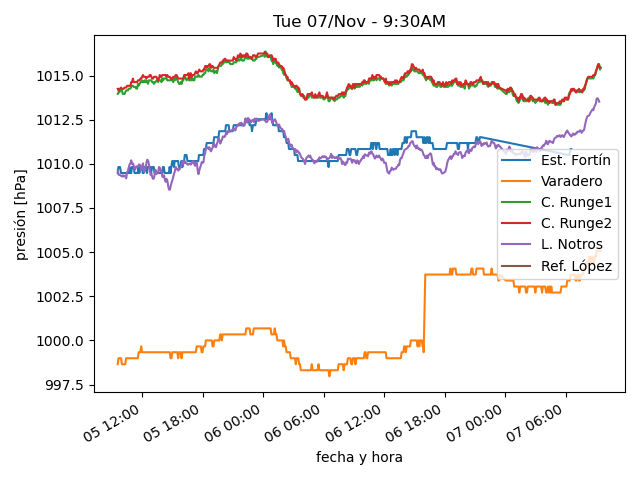 Tue 07/Nov - 9:30AM
presión [hPa]
1015.0
1012.5
1010.0
1007.5
1005.0
1002.5
1000.0
997.5
Est. Fortín
Varadero
C. Runge1
C. Runge2
L. Notros
Ref. López
05 12:00
05 18:00
06 00:00
06 06:00
06 12:00
06 18:00
07 00:00
07 06:00
fecha y hora